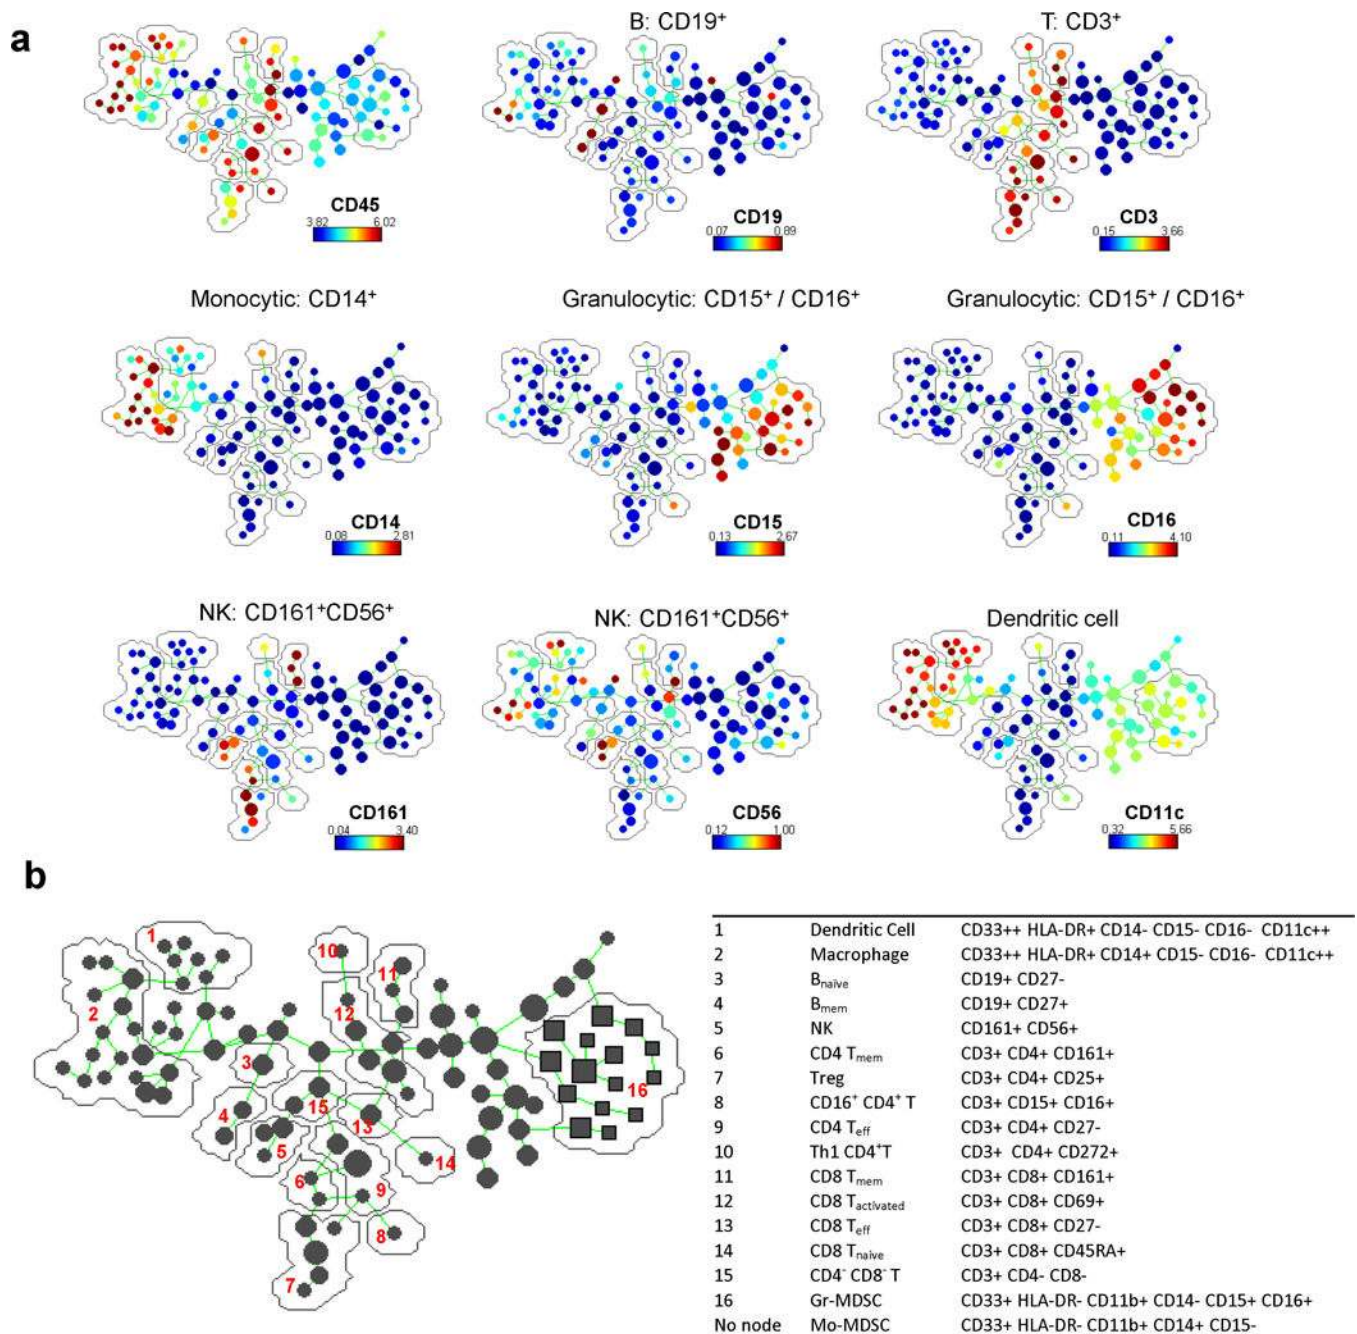 a
B: CD19⁺
T: CD3⁺
CD45
3.82 6.02
CD19
0.07 0.89
CD3
0.15 3.66
Monocytic: CD14⁺
Granulocytic: CD15⁺ / CD16⁺
Granulocytic: CD15⁺ / CD16⁺
CD14
0.08 2.81
CD15
0.13 2.67
CD16
0.11 4.10
NK: CD161⁺CD56⁺
NK: CD161⁺CD56⁺
Dendritic cell
CD161
0.04 3.40
CD56
0.12 1.00
CD11c
0.32 5.66
b
1
2
3
4
5
6
7
8
9
10
11
12
13
14
15
16
1 Dendritic Cell CD33++ HLA-DR+ CD14- CD15- CD16- CD11c++
2 Macrophage CD33++ HLA-DR+ CD14+ CD15- CD16- CD11c++
3 Bnaïve CD19+ CD27-
4 Bmem CD19+ CD27+
5 NK CD161+ CD56+
6 CD4 Tmem CD3+ CD4+ CD161+
7 Treg CD3+ CD4+ CD25+
8 CD16⁺ CD4⁺ T CD3+ CD15+ CD16+
9 CD4 Teff CD3+ CD4+ CD27-
10 Th1 CD4⁺T CD3+ CD4+ CD272+
11 CD8 Tmem CD3+ CD8+ CD161+
12 CD8 Tactivated CD3+ CD8+ CD69+
13 CD8 Teff CD3+ CD8+ CD27-
14 CD8 Tnaïve CD3+ CD8+ CD45RA+
15 CD4⁻ CD8⁻ T CD3+ CD4- CD8-
16 Gr-MDSC CD33+ HLA-DR- CD11b+ CD14- CD15+ CD16+
No node Mo-MDSC CD33+ HLA-DR- CD11b+ CD14+ CD15-